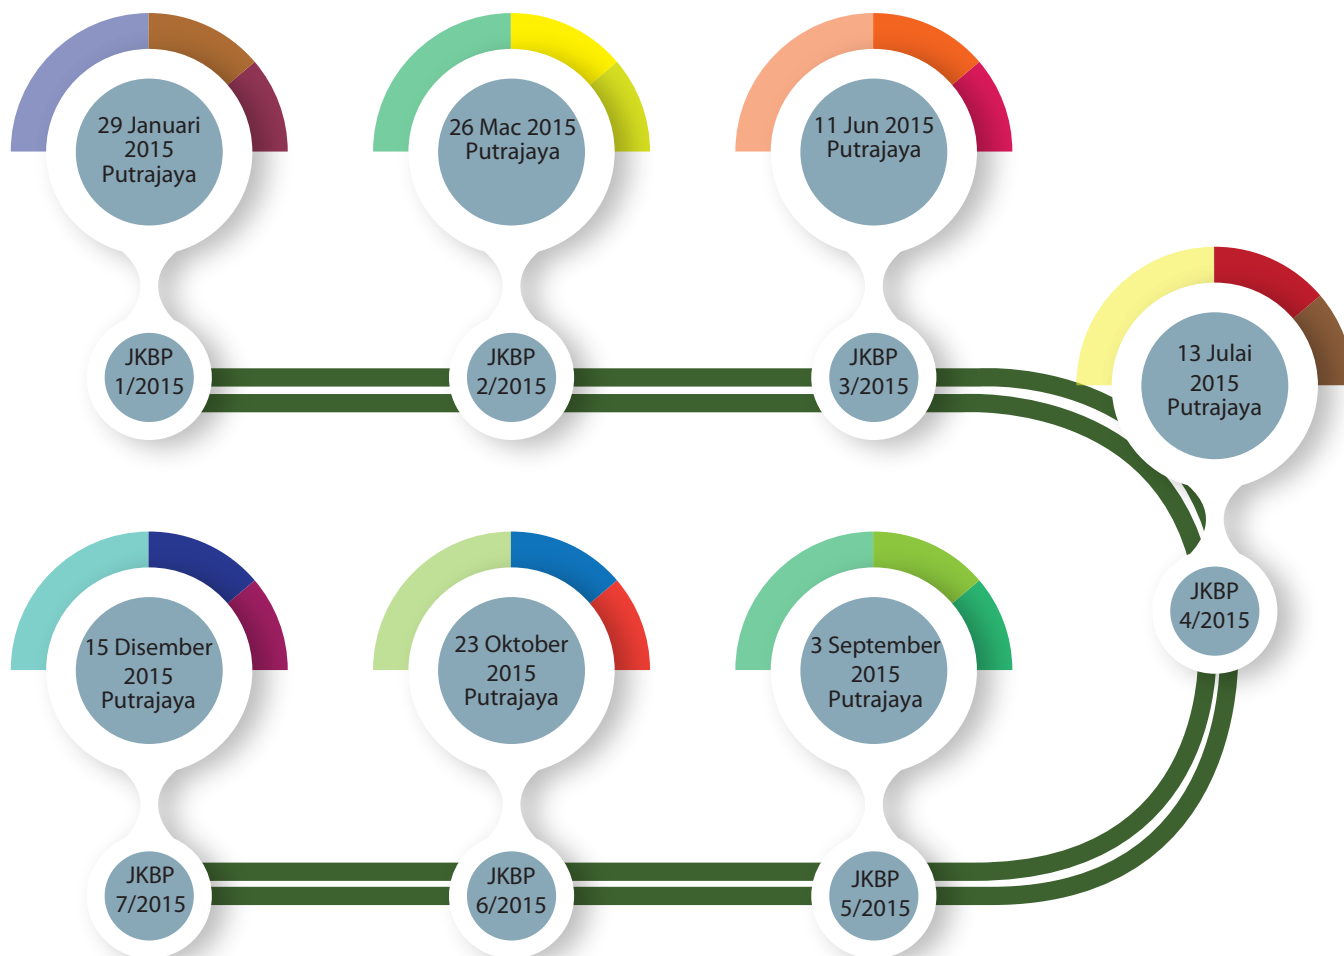 29 Januari
2015
Putrajaya
JKBP
1/2015
26 Mac 2015
Putrajaya
JKBP
2/2015
11 Jun 2015
Putrajaya
JKBP
3/2015
13 Julai
2015
Putrajaya
JKBP
4/2015
3 September
2015
Putrajaya
JKBP
5/2015
23 Oktober
2015
Putrajaya
JKBP
6/2015
15 Disember
2015
Putrajaya
JKBP
7/2015